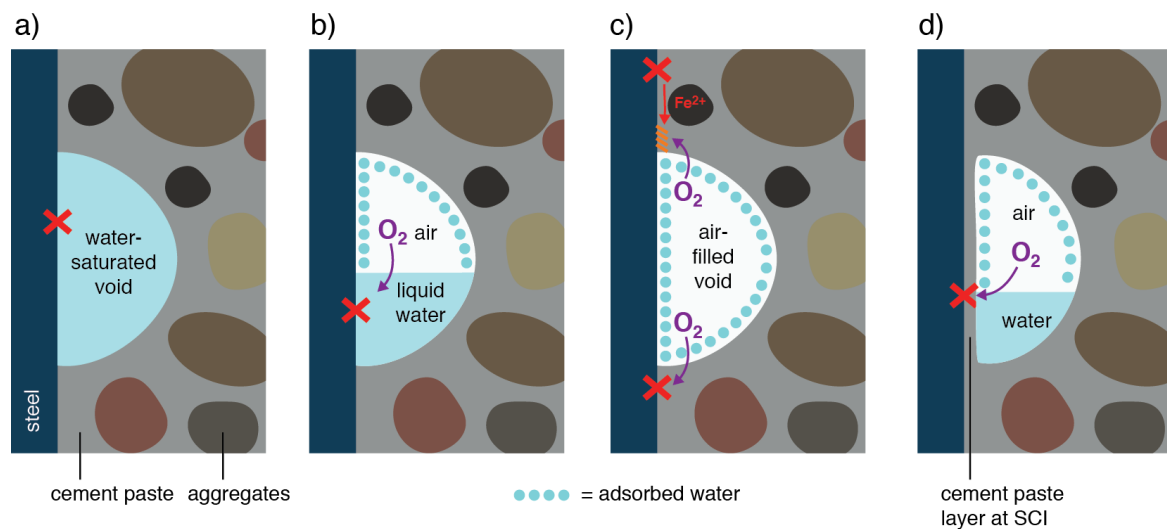 a)
b)
c)
d)
water-
saturated
void
steel
O₂
air
liquid
water
Fe²⁺
O₂
air-
filled
void
O₂
air
O₂
water
cement paste
aggregates
= adsorbed water
cement paste
layer at SCI